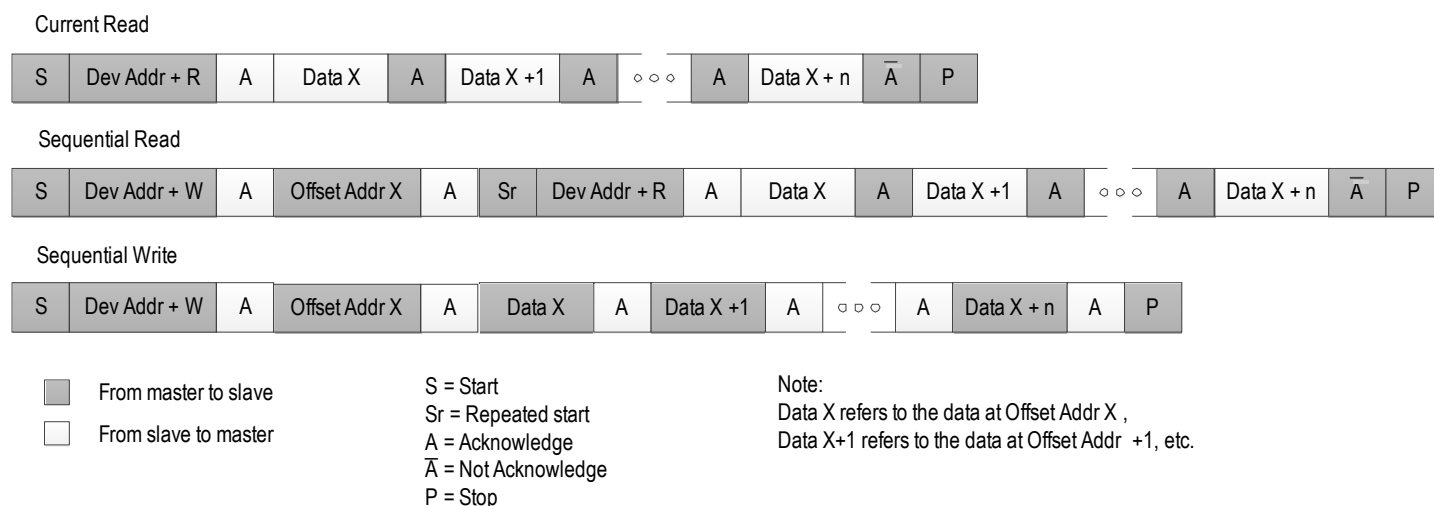 Current Read
S Dev Addr + R A Data X A Data X +1 A A Data X + n A̅ P
Sequential Read
S Dev Addr + W A Offset Addr X A Sr Dev Addr + R A Data X A Data X +1 A A Data X + n A̅ P
Sequential Write
S Dev Addr + W A Offset Addr X A Data X A Data X +1 A A Data X + n A P
From master to slave
From slave to master
S = Start
Sr = Repeated start
A = Acknowledge
A̅ = Not Acknowledge
P = Stop
Note:
Data X refers to the data at Offset Addr X ,
Data X+1 refers to the data at Offset Addr +1, etc.